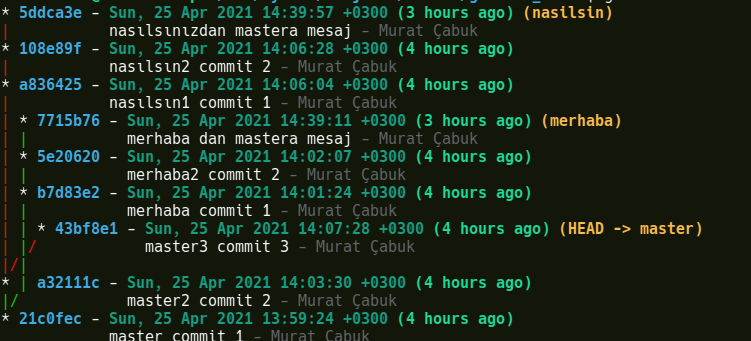 * 5ddca3e - Sun, 25 Apr 2021 14:39:57 +0300 (3 hours ago) (nasilsin)
| nasılsınızdan mastera mesaj - Murat Çabuk
* 108e89f - Sun, 25 Apr 2021 14:06:28 +0300 (4 hours ago)
| nasılsın2 commit 2 - Murat Çabuk
* a836425 - Sun, 25 Apr 2021 14:06:04 +0300 (4 hours ago)
| nasılsın1 commit 1 - Murat Çabuk
| * 7715b76 - Sun, 25 Apr 2021 14:39:11 +0300 (3 hours ago) (merhaba)
| | merhaba dan mastera mesaj - Murat Çabuk
| * 5e20620 - Sun, 25 Apr 2021 14:02:07 +0300 (4 hours ago)
| | merhaba2 commit 2 - Murat Çabuk
| * b7d83e2 - Sun, 25 Apr 2021 14:01:24 +0300 (4 hours ago)
| | merhaba commit 1 - Murat Çabuk
| | * 43bf8e1 - Sun, 25 Apr 2021 14:07:28 +0300 (4 hours ago) (HEAD -> master)
| |/ master3 commit 3 - Murat Çabuk
|/|
* | a32111c - Sun, 25 Apr 2021 14:03:30 +0300 (4 hours ago)
|/ master2 commit 2 - Murat Çabuk
* 21c0fec - Sun, 25 Apr 2021 13:59:24 +0300 (4 hours ago)
master commit 1 - Murat Çabuk